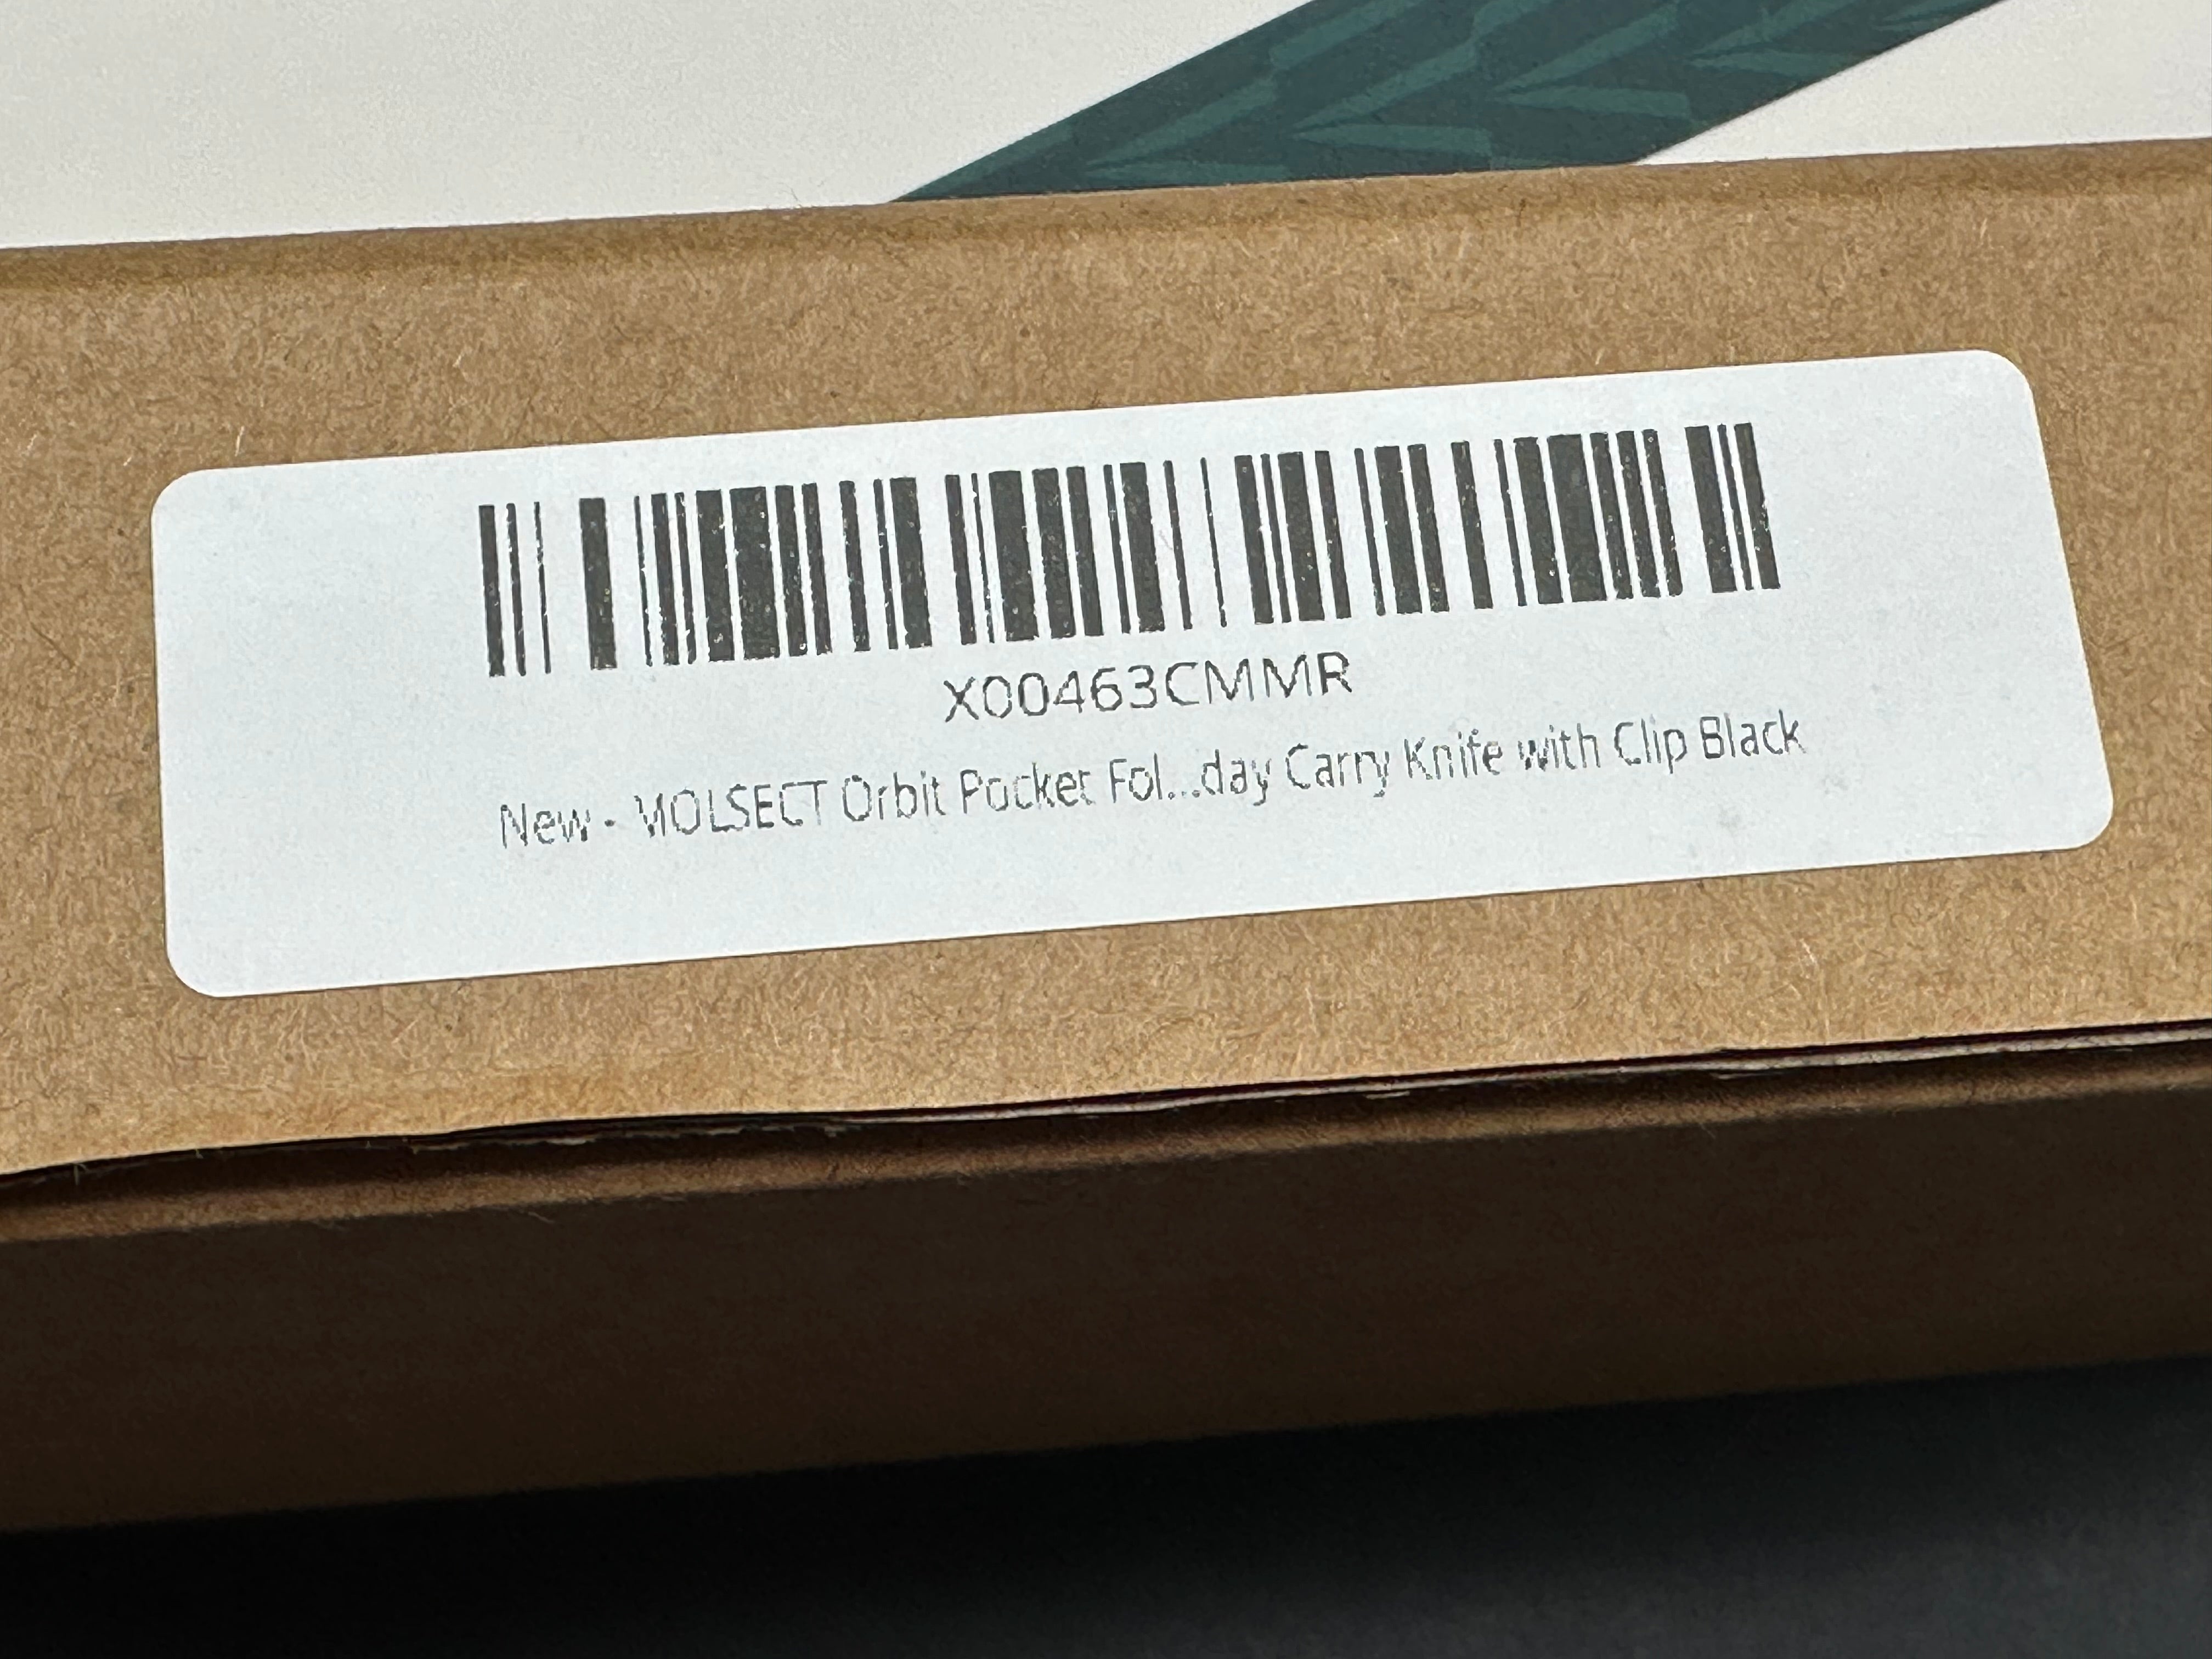 X00463CMMR
New - MOLSECT Orbit Pocket Fol...day Carry Knife with Clip Black